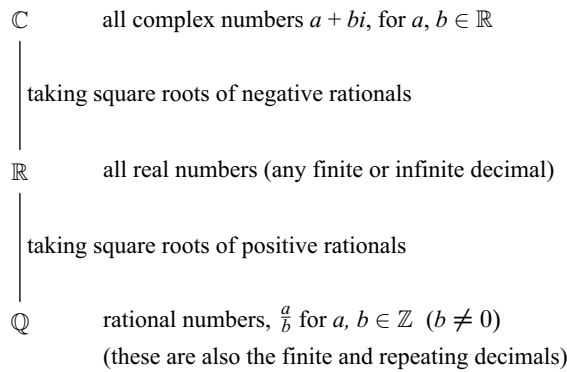 ℂ all complex numbers a + bi, for a, b ∈ ℝ
taking square roots of negative rationals
ℝ all real numbers (any finite or infinite decimal)
taking square roots of positive rationals
ℚ rational numbers, a/b for a, b ∈ ℤ (b ≠ 0)
(these are also the finite and repeating decimals)